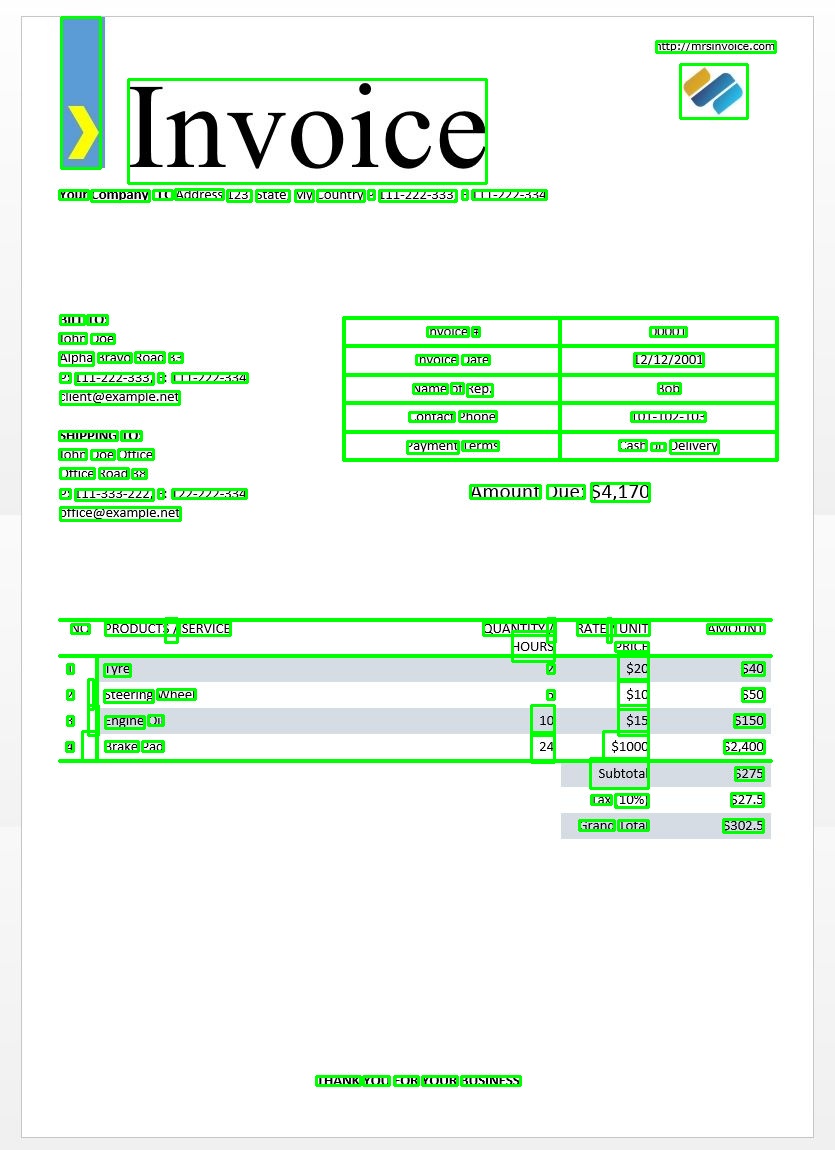 http://mrsinvoice.com
Invoice
Your Company LLC Address 123, State, My Country P 111-222-333, F 111-222-334
BILL TO:
John Doe
Alpha Bravo Road 33
P: 111-222-333, F: 111-222-334
client@example.net
SHIPPING TO:
John Doe Office
Office Road 38
P: 111-333-222, F: 122-222-334
office@example.net
Invoice # 00001
Invoice Date 12/12/2001
Name of Rep. Bob
Contact Phone 101-102-103
Payment Terms Cash on Delivery
Amount Due: $4,170
NO PRODUCTS / SERVICE QUANTITY / HOURS RATE / UNIT PRICE AMOUNT
1 Tyre 2 $20 $40
2 Steering Wheel 5 $10 $50
3 Engine Oil 10 $15 $150
4 Brake Pad 24 $1000 $2,400
Subtotal $275
Tax (10%) $27.5
Grand Total $302.5
THANK YOU FOR YOUR BUSINESS